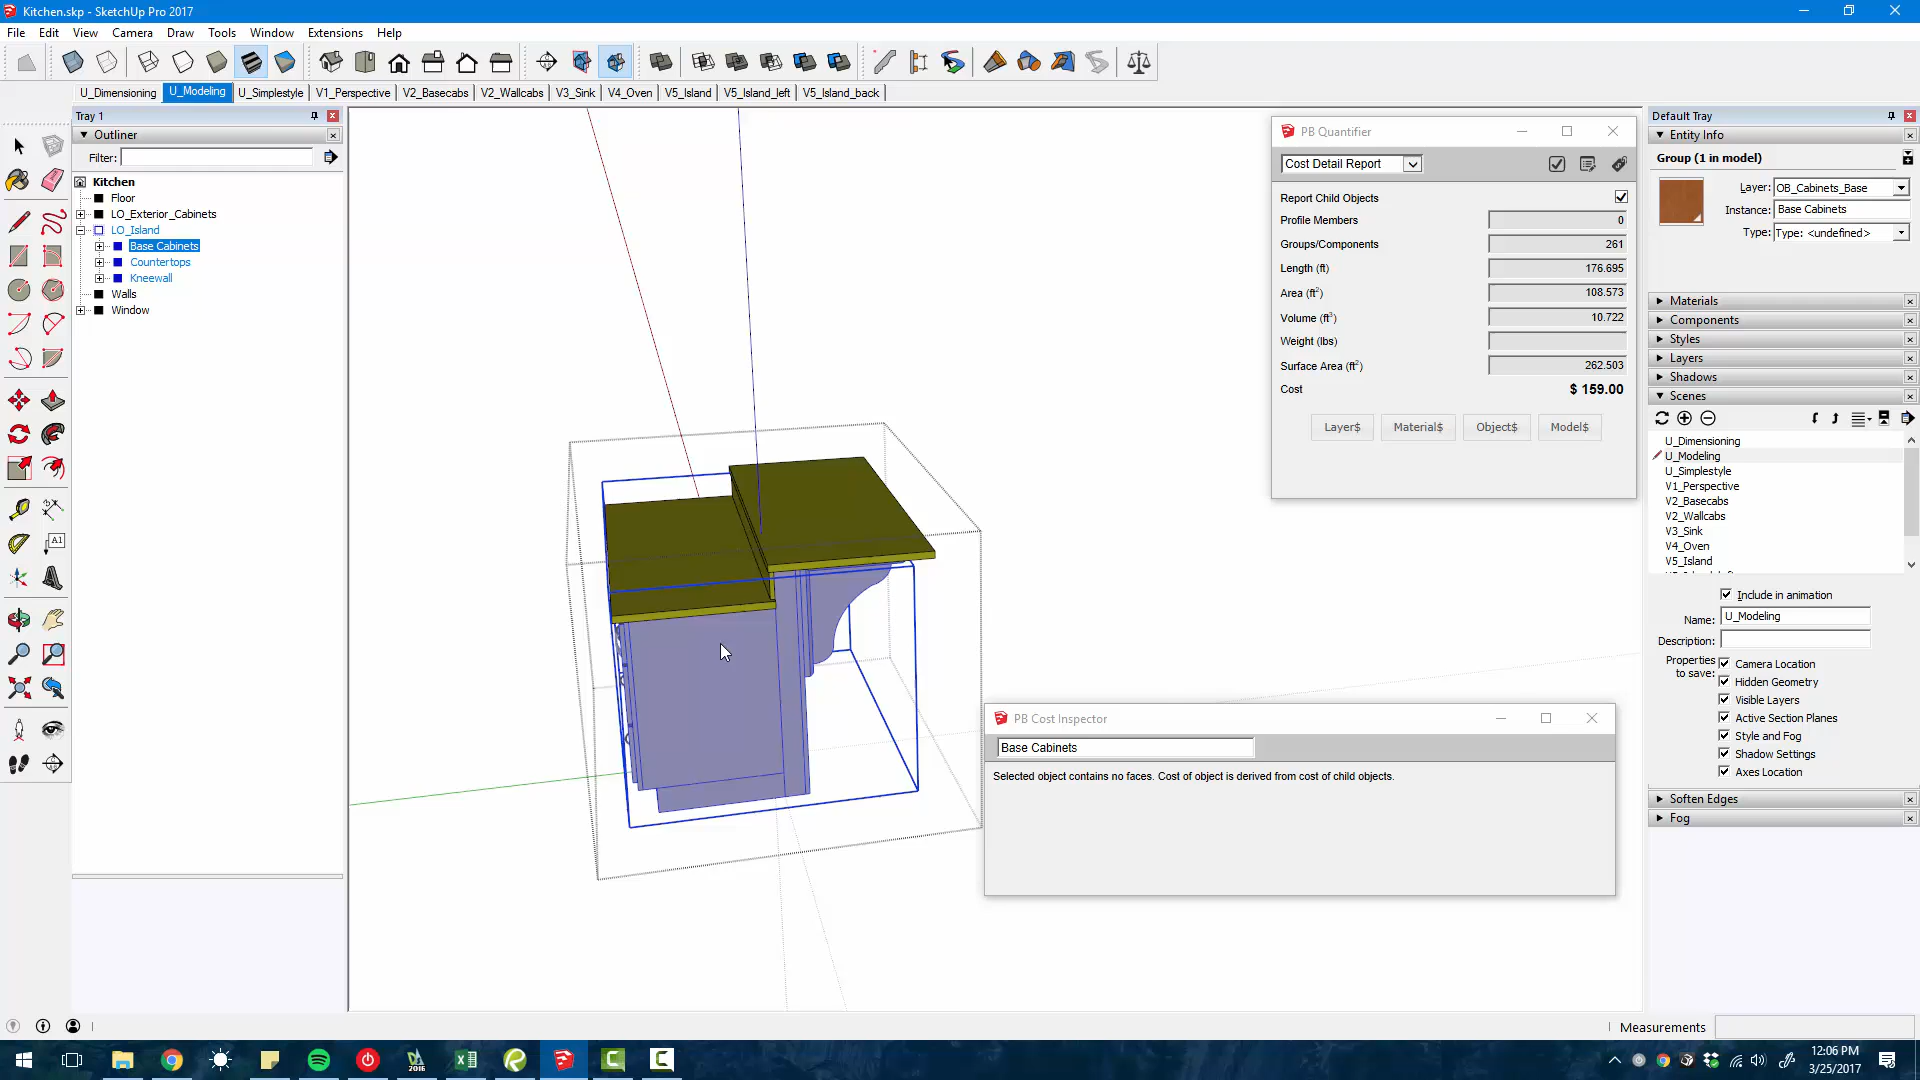 Kitchen.skp - SketchUp Pro 2017
File Edit View Camera Draw Tools Window Extensions Help
U_Dimensioning U_Modeling U_Simplestyle V1_Perspective V2_Basecabs V2_Wallcabs V3_Sink V4_Oven V5_Island V5_Island_left V5_Island_back
Tray 1
Outliner
Filter:
Kitchen
Floor
LO_Exterior_Cabinets
LO_Island
Base Cabinets
Countertops
Kneewall
Walls
Window
A1
PB Quantifier
Cost Detail Report
Report Child Objects
Profile Members 0
Groups/Components 261
Length (ft) 176.695
Area (ft²) 108.573
Volume (ft³) 10.722
Weight (lbs)
Surface Area (ft²) 262.503
Cost $ 159.00
Layer$ Material$ Object$ Model$
PB Cost Inspector
Base Cabinets
Selected object contains no faces. Cost of object is derived from cost of child objects.
Default Tray
Entity Info
Group (1 in model)
Layer: OB_Cabinets_Base
Instance: Base Cabinets
Type: Type: <undefined>
Materials
Components
Styles
Layers
Shadows
Scenes
U_Dimensioning
U_Modeling
U_Simplestyle
V1_Perspective
V2_Basecabs
V2_Wallcabs
V3_Sink
V4_Oven
V5_Island
Include in animation
Name: U_Modeling
Description:
Properties to save:
Camera Location
Hidden Geometry
Visible Layers
Active Section Planes
Style and Fog
Shadow Settings
Axes Location
Soften Edges
Fog
Measurements
2016
12:06 PM
3/25/2017